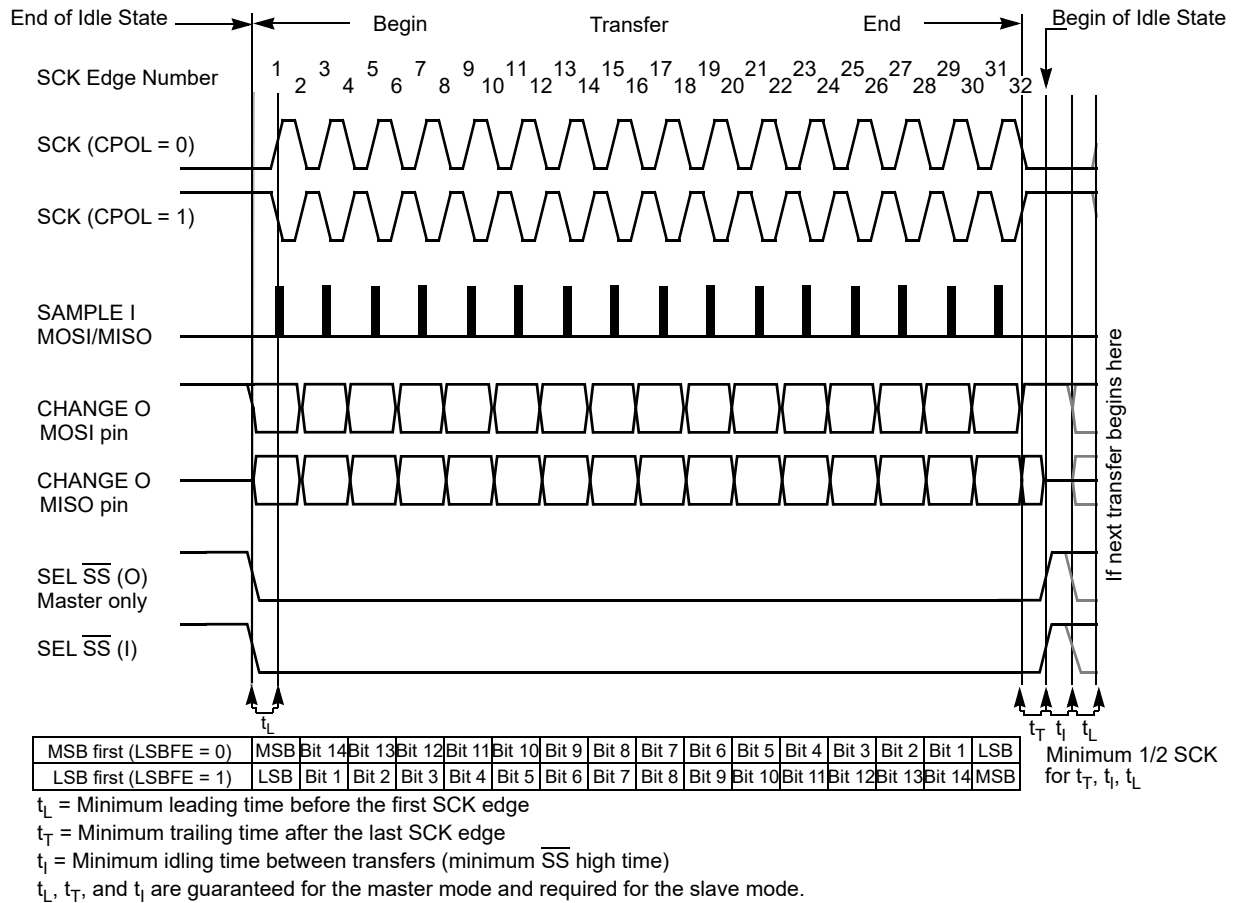 End of Idle State
Begin
Transfer
End
Begin of Idle State
SCK Edge Number
1 3 5 7 9 11 13 15 17 19 21 23 25 27 29 31
2 4 6 8 10 12 14 16 18 20 22 24 26 28 30 32
SCK (CPOL = 0)
SCK (CPOL = 1)
SAMPLE I
MOSI/MISO
CHANGE O
MOSI pin
CHANGE O
MISO pin
SEL S̅S̅ (O)
Master only
SEL S̅S̅ (I)
If next transfer begins here
tL
tT tI tL
MSB first (LSBFE = 0) MSB Bit 14 Bit 13 Bit 12 Bit 11 Bit 10 Bit 9 Bit 8 Bit 7 Bit 6 Bit 5 Bit 4 Bit 3 Bit 2 Bit 1 LSB
LSB first (LSBFE = 1) LSB Bit 1 Bit 2 Bit 3 Bit 4 Bit 5 Bit 6 Bit 7 Bit 8 Bit 9 Bit 10 Bit 11 Bit 12 Bit 13 Bit 14 MSB
Minimum 1/2 SCK
for tT, tI, tL
tL = Minimum leading time before the first SCK edge
tT = Minimum trailing time after the last SCK edge
tI = Minimum idling time between transfers (minimum S̅S̅ high time)
tL, tT, and tI are guaranteed for the master mode and required for the slave mode.